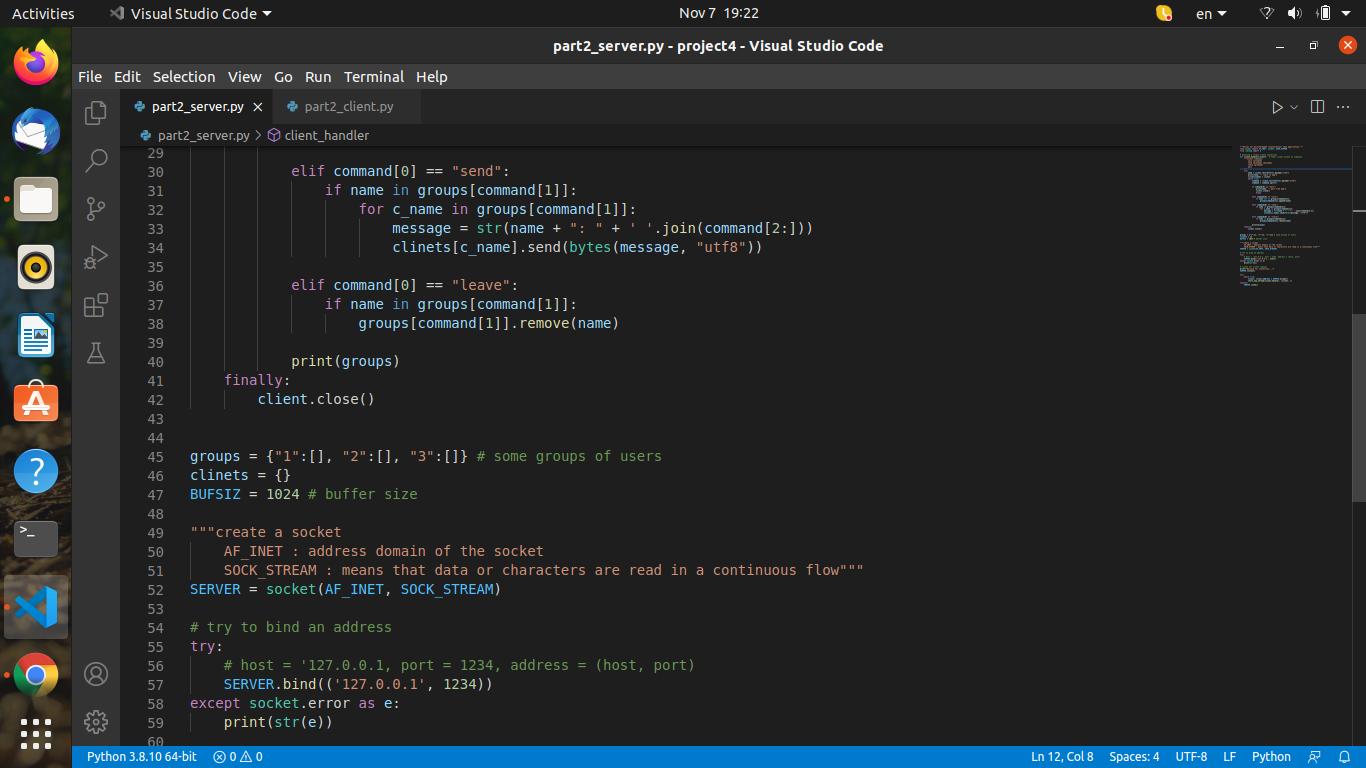 Activities Visual Studio Code Nov 7 19:22 en
part2_server.py - project4 - Visual Studio Code
File Edit Selection View Go Run Terminal Help
part2_server.py part2_client.py
part2_server.py > client_handler
29
30 elif command[0] == "send":
31 if name in groups[command[1]]:
32 for c_name in groups[command[1]]:
33 message = str(name + ": " + ' '.join(command[2:]))
34 clinets[c_name].send(bytes(message, "utf8"))
35
36 elif command[0] == "leave":
37 if name in groups[command[1]]:
38 groups[command[1]].remove(name)
39
40 print(groups)
41 finally:
42 client.close()
43
44
45 groups = {"1":[], "2":[], "3":[]} # some groups of users
46 clinets = {}
47 BUFSIZ = 1024 # buffer size
48
49 """create a socket
50 AF_INET : address domain of the socket
51 SOCK_STREAM : means that data or characters are read in a continuous flow"""
52 SERVER = socket(AF_INET, SOCK_STREAM)
53
54 # try to bind an address
55 try:
56 # host = '127.0.0.1, port = 1234, address = (host, port)
57 SERVER.bind(('127.0.0.1', 1234))
58 except socket.error as e:
59 print(str(e))
60
Python 3.8.10 64-bit 0 0 Ln 12, Col 8 Spaces: 4 UTF-8 LF Python